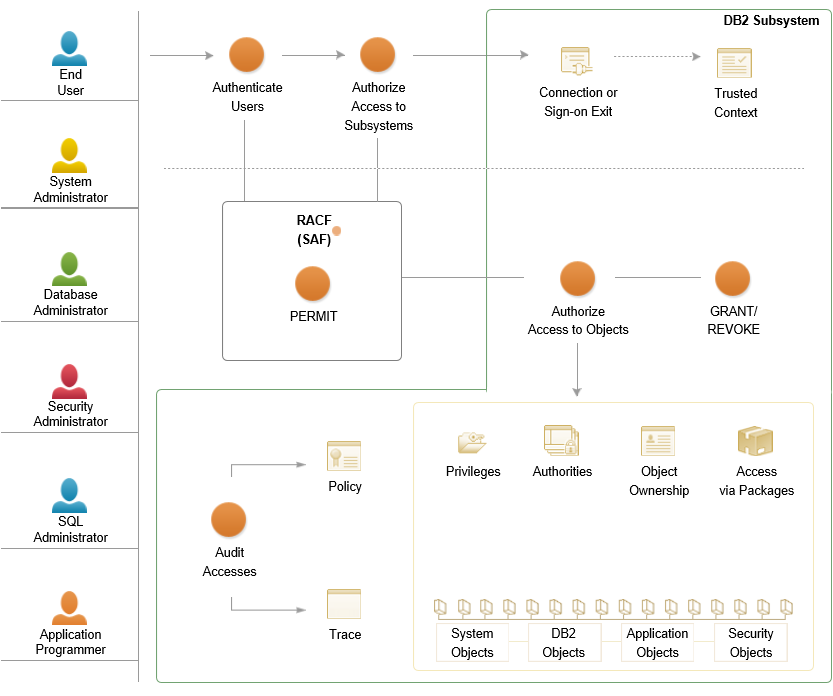 DB2 Subsystem
End
User
Authenticate
Users
Authorize
Access to
Subsystems
Connection or
Sign-on Exit
Trusted
Context
System
Administrator
RACF
(SAF)
PERMIT
Database
Administrator
Authorize
Access to Objects
GRANT/
REVOKE
Security
Administrator
Privileges
Authorities
Object
Ownership
Access
via Packages
Policy
SQL
Administrator
Audit
Accesses
Trace
Application
Programmer
System
Objects
DB2
Objects
Application
Objects
Security
Objects